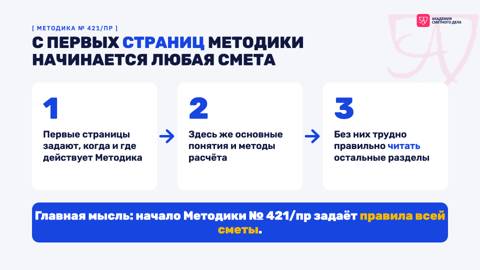 [ МЕТОДИКА № 421/ПР ]
АКАДЕМИЯ
СМЕТНОГО ДЕЛА
С ПЕРВЫХ СТРАНИЦ МЕТОДИКИ
НАЧИНАЕТСЯ ЛЮБАЯ СМЕТА
1
Первые страницы
задают, когда и где
действует Методика
2
Здесь же основные
понятия и методы
расчёта
3
Без них трудно
правильно читать
остальные разделы
Главная мысль: начало Методики № 421/пр задаёт правила всей
сметы.